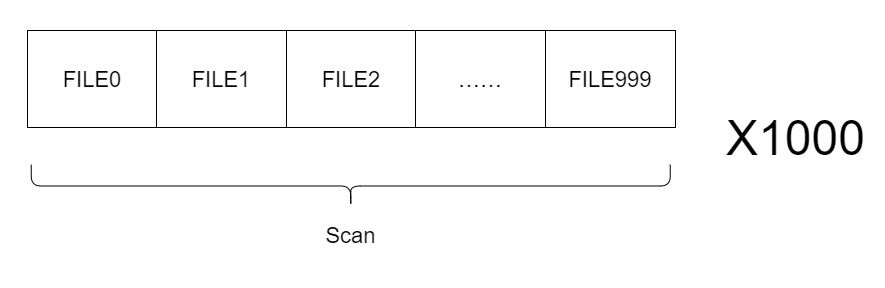 FILE0 FILE1 FILE2 ...... FILE999
X1000
Scan